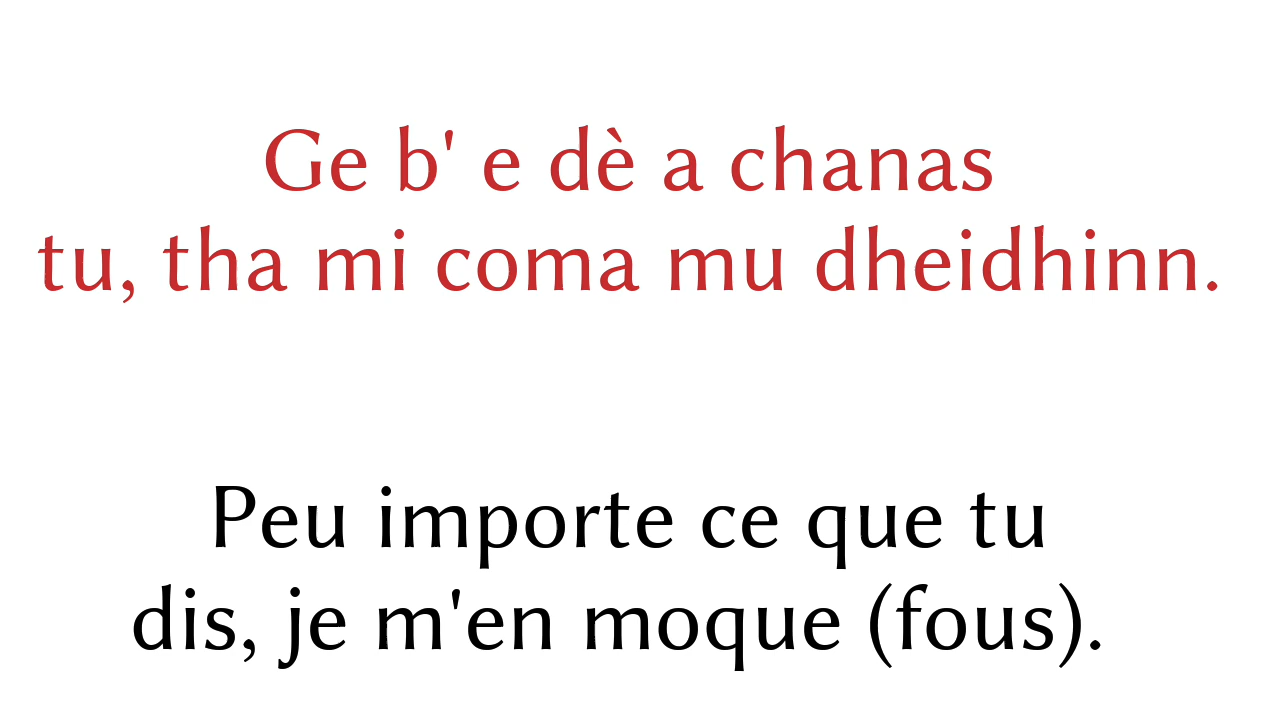 Ge b' e dè a chanas
tu, tha mi coma mu dheidhinn.
Peu importe ce que tu
dis, je m'en moque (fous).